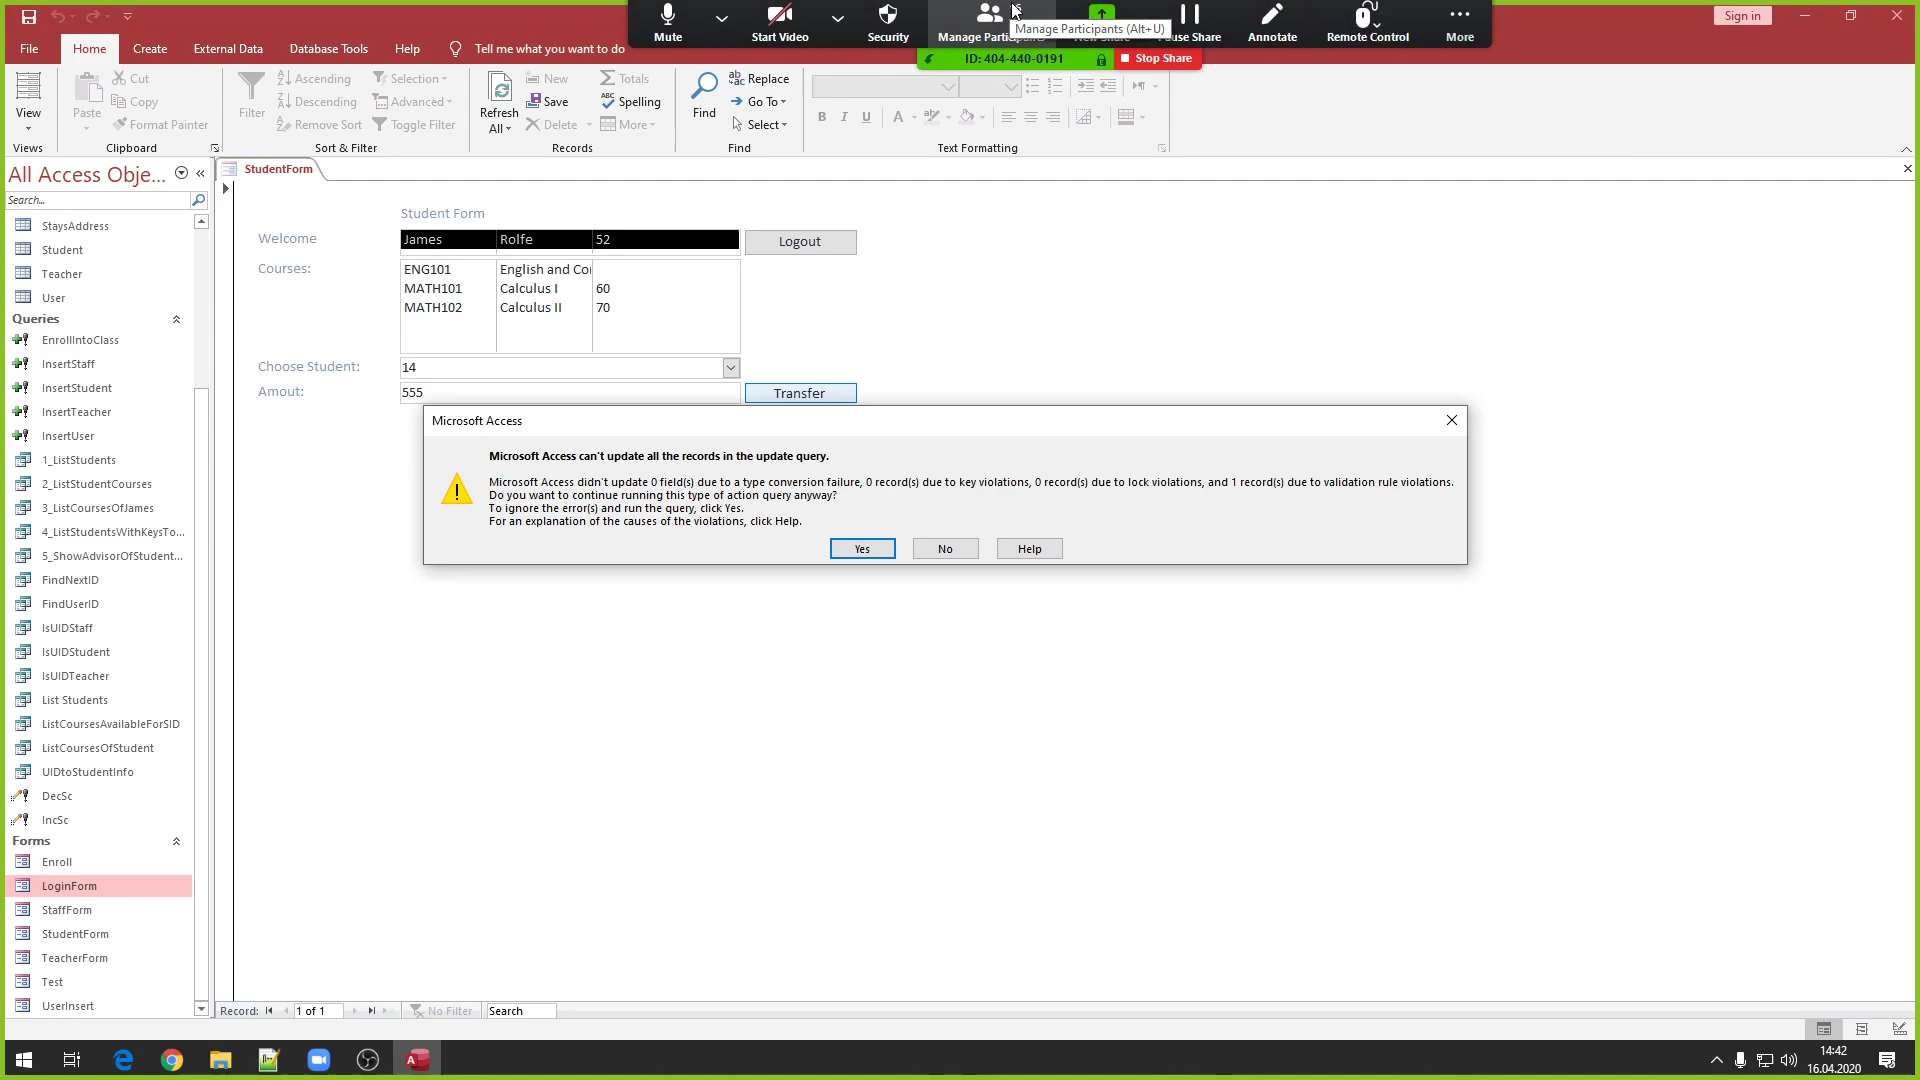 Mute
Start Video
Security
Manage Participants (Alt+U)
Annotate
Remote Control
More
ID: 404-440-0191
Stop Share
Sign in
File
Home
Create
External Data
Database Tools
Help
Tell me what you want to do
View
Paste
Cut
Copy
Format Painter
Filter
Ascending
Descending
Remove Sort
Selection
Advanced
Toggle Filter
Refresh
All
New
Save
Delete
Totals
Spelling
More
Find
Replace
Go To
Select
B I U
A
Views
Clipboard
Sort & Filter
Records
Find
Text Formatting
All Access Obje...
Search...
StaysAddress
Student
Teacher
User
Queries
EnrollIntoClass
InsertStaff
InsertStudent
InsertTeacher
InsertUser
1_ListStudents
2_ListStudentCourses
3_ListCoursesOfJames
4_ListStudentsWithKeysTo...
5_ShowAdvisorOfStudent...
FindNextID
FindUserID
IsUIDStaff
IsUIDStudent
IsUIDTeacher
List Students
ListCoursesAvailableForSID
ListCoursesOfStudent
UIDtoStudentInfo
DecSc
IncSc
Forms
Enroll
LoginForm
StaffForm
StudentForm
TeacherForm
Test
UserInsert
StudentForm
Student Form
Welcome
James Rolfe 52
Logout
Courses:
ENG101 English and Co
MATH101 Calculus I 60
MATH102 Calculus II 70
Choose Student:
14
Amout:
555
Transfer
Microsoft Access
Microsoft Access can't update all the records in the update query.
Microsoft Access didn't update 0 field(s) due to a type conversion failure, 0 record(s) due to key violations, 0 record(s) due to lock violations, and 1 record(s) due to validation rule violations.
Do you want to continue running this type of action query anyway?
To ignore the error(s) and run the query, click Yes.
For an explanation of the causes of the violations, click Help.
Yes
No
Help
Record:
1 of 1
No Filter
Search
14:42
16.04.2020